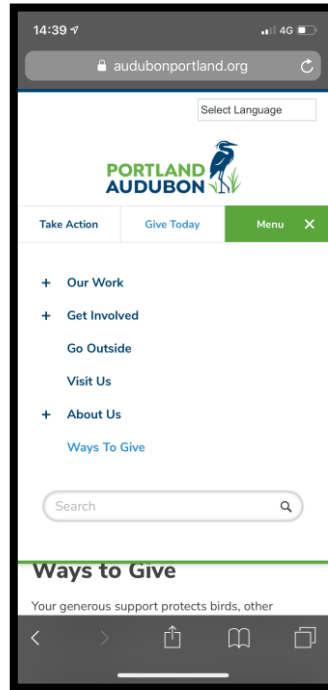 14:39
4G
audubonportland.org
Select Language
PORTLAND
AUDUBON
Take Action
Give Today
Menu
Our Work
Get Involved
Go Outside
Visit Us
About Us
Ways To Give
Search
Ways to Give
Your generous support protects birds, other